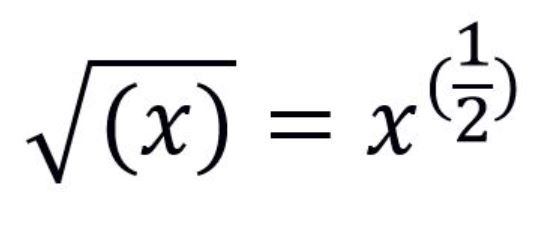 √(x) = x^(1/2)